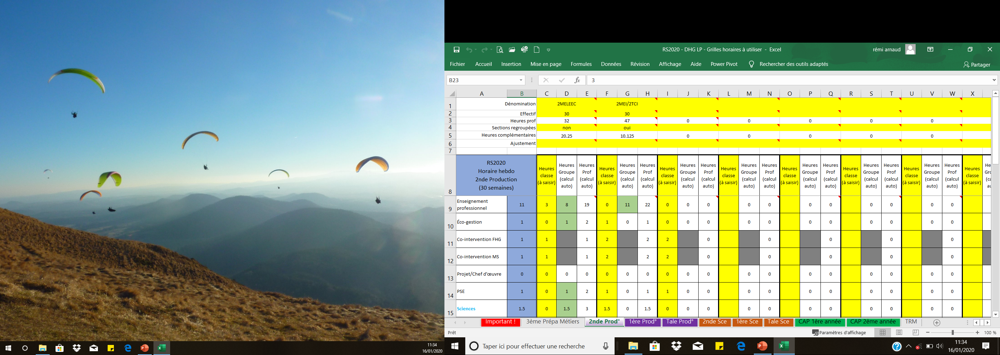 RS2020 - DHG LP - Grilles horaires à utiliser - Excel
rémi arnaud
Fichier Accueil Insertion Mise en page Formules Données Révision Affichage Aide Power Pivot Rechercher des outils adaptés Partager
B23 fx 3
A B C D E F G H I J K L M N O P Q R S T U V W X
1 Dénomination 2MELEEC 2MEI/2TCI
2 Effectif 30 30
3 Heures prof 32 47 0 0 0 0 0
4 Sections regroupées non oui
5 Heures complémentaires 20.25 10.125 0 0 0 0 0
6 Ajustement
7
8
RS2020
Horaire hebdo
2nde Production
(30 semaines)
Heures classe (à saisir) Heures Groupe (calcul auto) Heures Prof (calcul auto) Heures classe (à saisir) Heures Groupe (calcul auto) Heures Prof (calcul auto) Heures classe (à saisir) Heures Groupe (calcul auto) Heures Prof (calcul auto) Heures classe (à saisir) Heures Groupe (calcul auto) Heures Prof (calcul auto) Heures classe (à saisir) Heures Groupe (calcul auto) Heures Prof (calcul auto) Heures classe (à saisir) Heures Groupe (calcul auto) Heures Prof (calcul auto) Heures classe (à saisir) Heures Groupe (calcul auto) Heures Prof (calcul auto) Heures classe (à saisir)
9 Enseignement professionnel 11 3 8 19 0 11 22 0 0 0 0 0 0 0 0 0 0 0
10 Éco-gestion 1 0 1 2 1 0 1 0 0 0 0 0 0 0 0 0 0 0
11 Co-intervention FHG 1 1 1 2 2 2 0 0 0 0 0
12 Co-intervention MS 1 1 1 2 2 2 0 0 0 0 0
13 Projet/Chef d'œuvre 0 0 0 0 0 0 0 0 0 0 0 0 0 0 0 0 0 0
14 PSE 1 0 1 2 1 0 1 1 0 0 0 0 0 0 0 0 0 0
15 Sciences 1.5 0 1.5 3 1.5 0 1.5 0 0 0 0 0 0 0 0 0 0 0
Important ! 3ème Prépa Métiers 2nde Prod° 1ère Prod° Tale Prod° 2nde Sce 1ère Sce Tale Sce CAP 1ère année CAP 2ème année TRM
Prêt Paramètres d'affichage 100 %
11:34
16/01/2020
Taper ici pour effectuer une recherche
11:34
16/01/2020